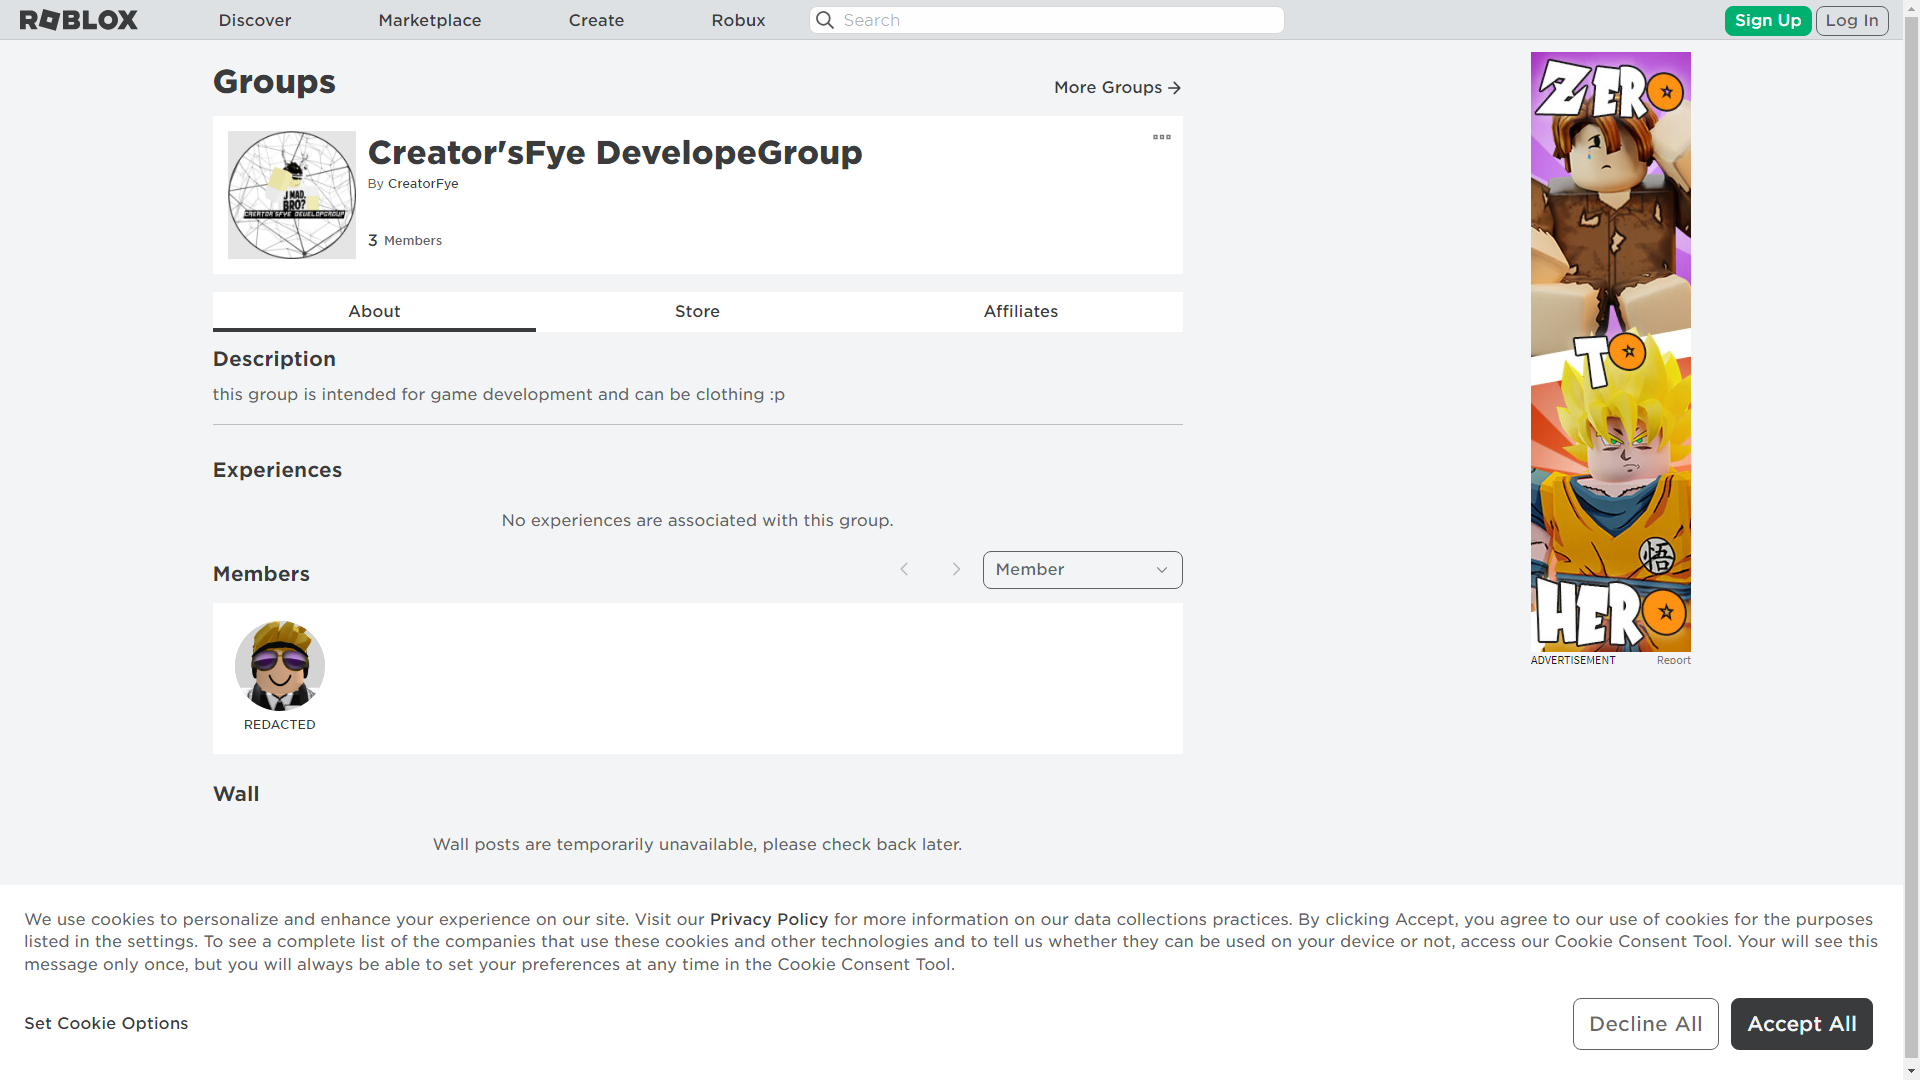 ROBLOX
Discover
Marketplace
Create
Robux
Search
Sign Up
Log In
Groups
More Groups
Creator'sFye DevelopeGroup
By CreatorFye
J MAD.
BRO?
CREATOR SFYE DEVELOPGROUP
3 Members
About
Store
Affiliates
Description
this group is intended for game development and can be clothing :p
Experiences
No experiences are associated with this group.
Members
Member
REDACTED
Wall
Wall posts are temporarily unavailable, please check back later.
ZERO
TO
悟
HERO
ADVERTISEMENT
Report
We use cookies to personalize and enhance your experience on our site. Visit our Privacy Policy for more information on our data collections practices. By clicking Accept, you agree to our use of cookies for the purposes
listed in the settings. To see a complete list of the companies that use these cookies and other technologies and to tell us whether they can be used on your device or not, access our Cookie Consent Tool. Your will see this
message only once, but you will always be able to set your preferences at any time in the Cookie Consent Tool.
Set Cookie Options
Decline All
Accept All